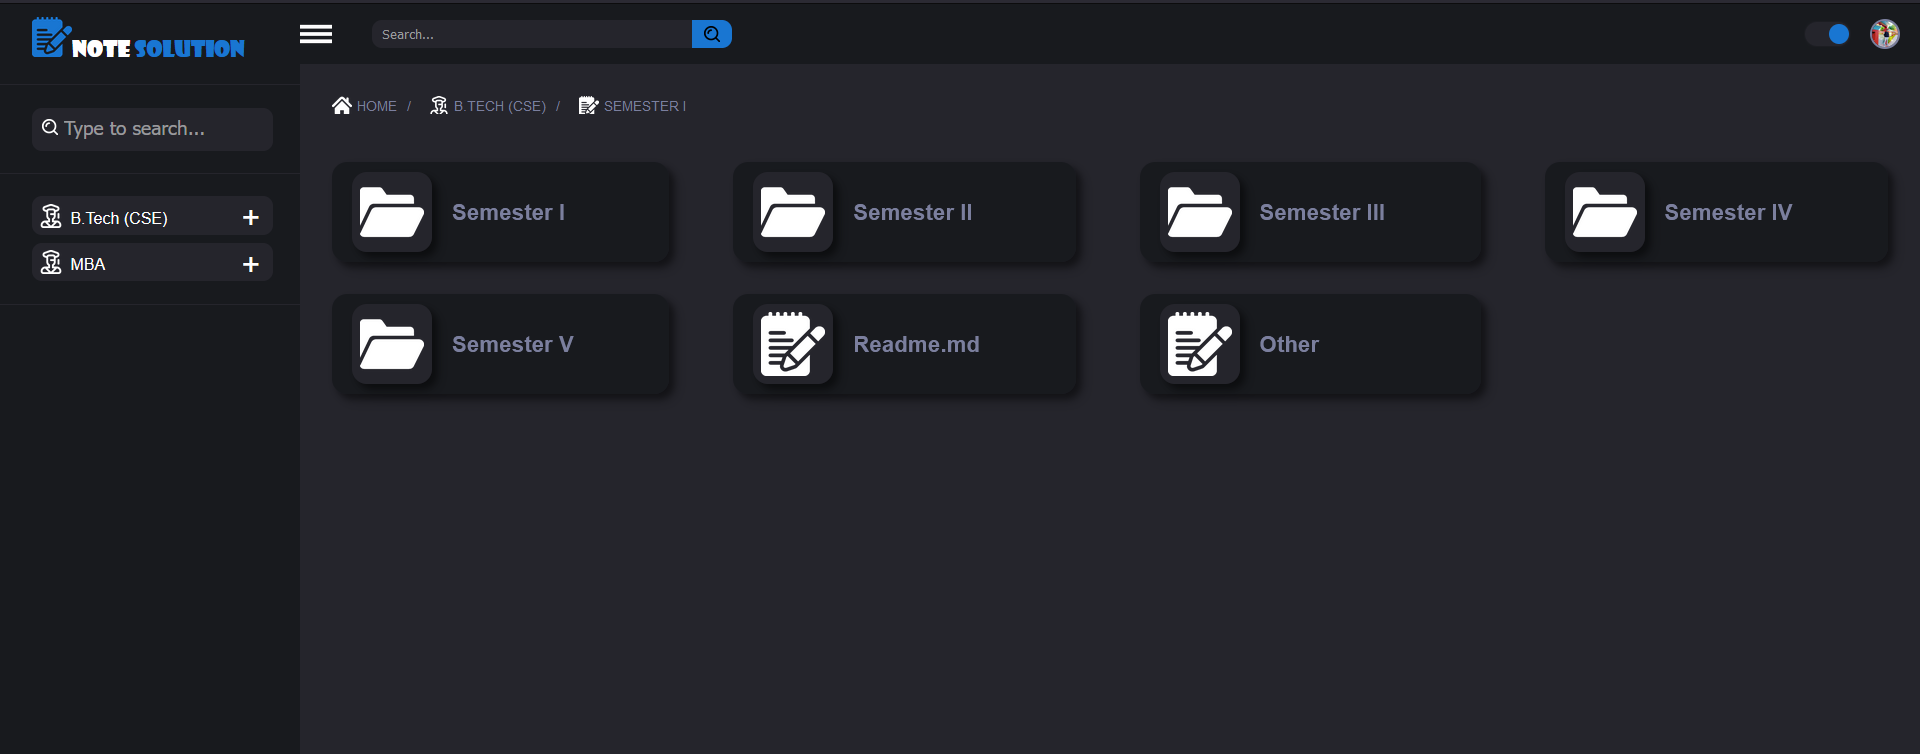 NOTE SOLUTION
Search...
Type to search...
B.Tech (CSE) +
MBA +
HOME / B.TECH (CSE) / SEMESTER I
Semester I
Semester II
Semester III
Semester IV
Semester V
Readme.md
Other